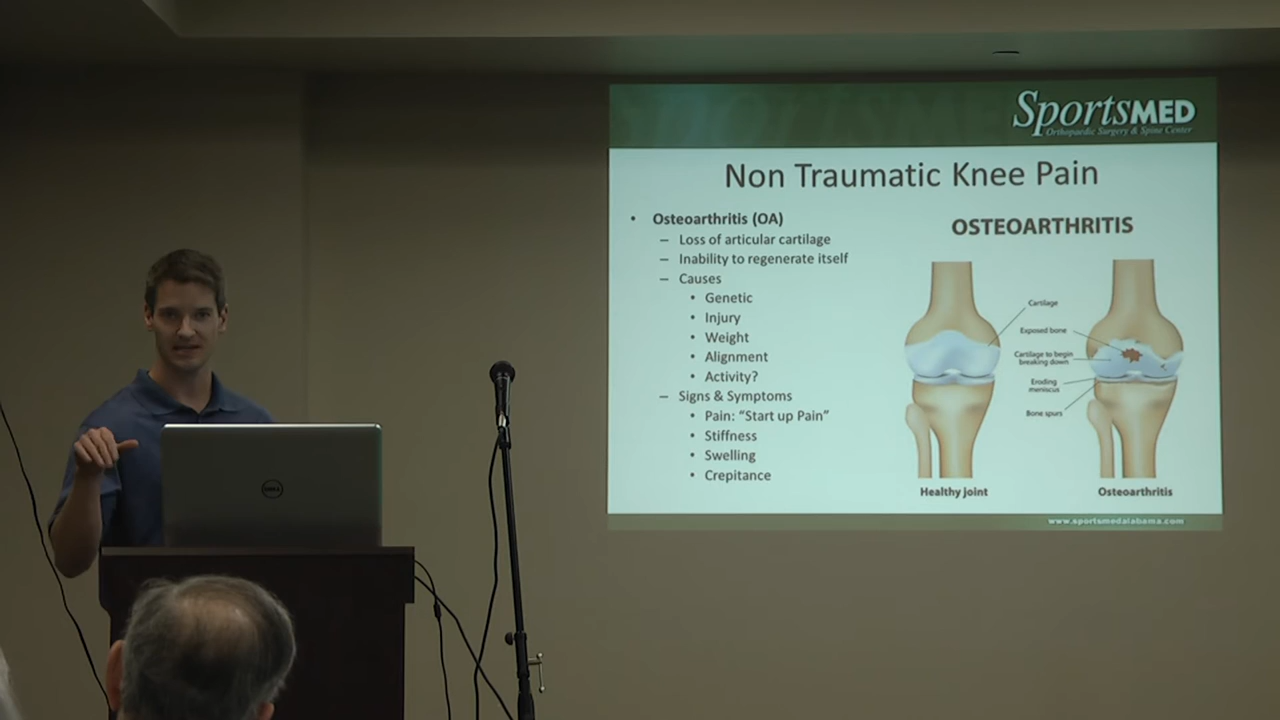 SportsMED
Orthopaedic Surgery & Spine Center
Non Traumatic Knee Pain
• Osteoarthritis (OA)
– Loss of articular cartilage
– Inability to regenerate itself
– Causes
• Genetic
• Injury
• Weight
• Alignment
• Activity?
– Signs & Symptoms
• Pain: “Start up Pain”
• Stiffness
• Swelling
• Crepitance
OSTEOARTHRITIS
Cartilage
Exposed bone
Cartilage to begin
breaking down
Eroding
meniscus
Bone spurs
Healthy joint
Osteoarthritis
www.sportsmedalabama.com
DELL